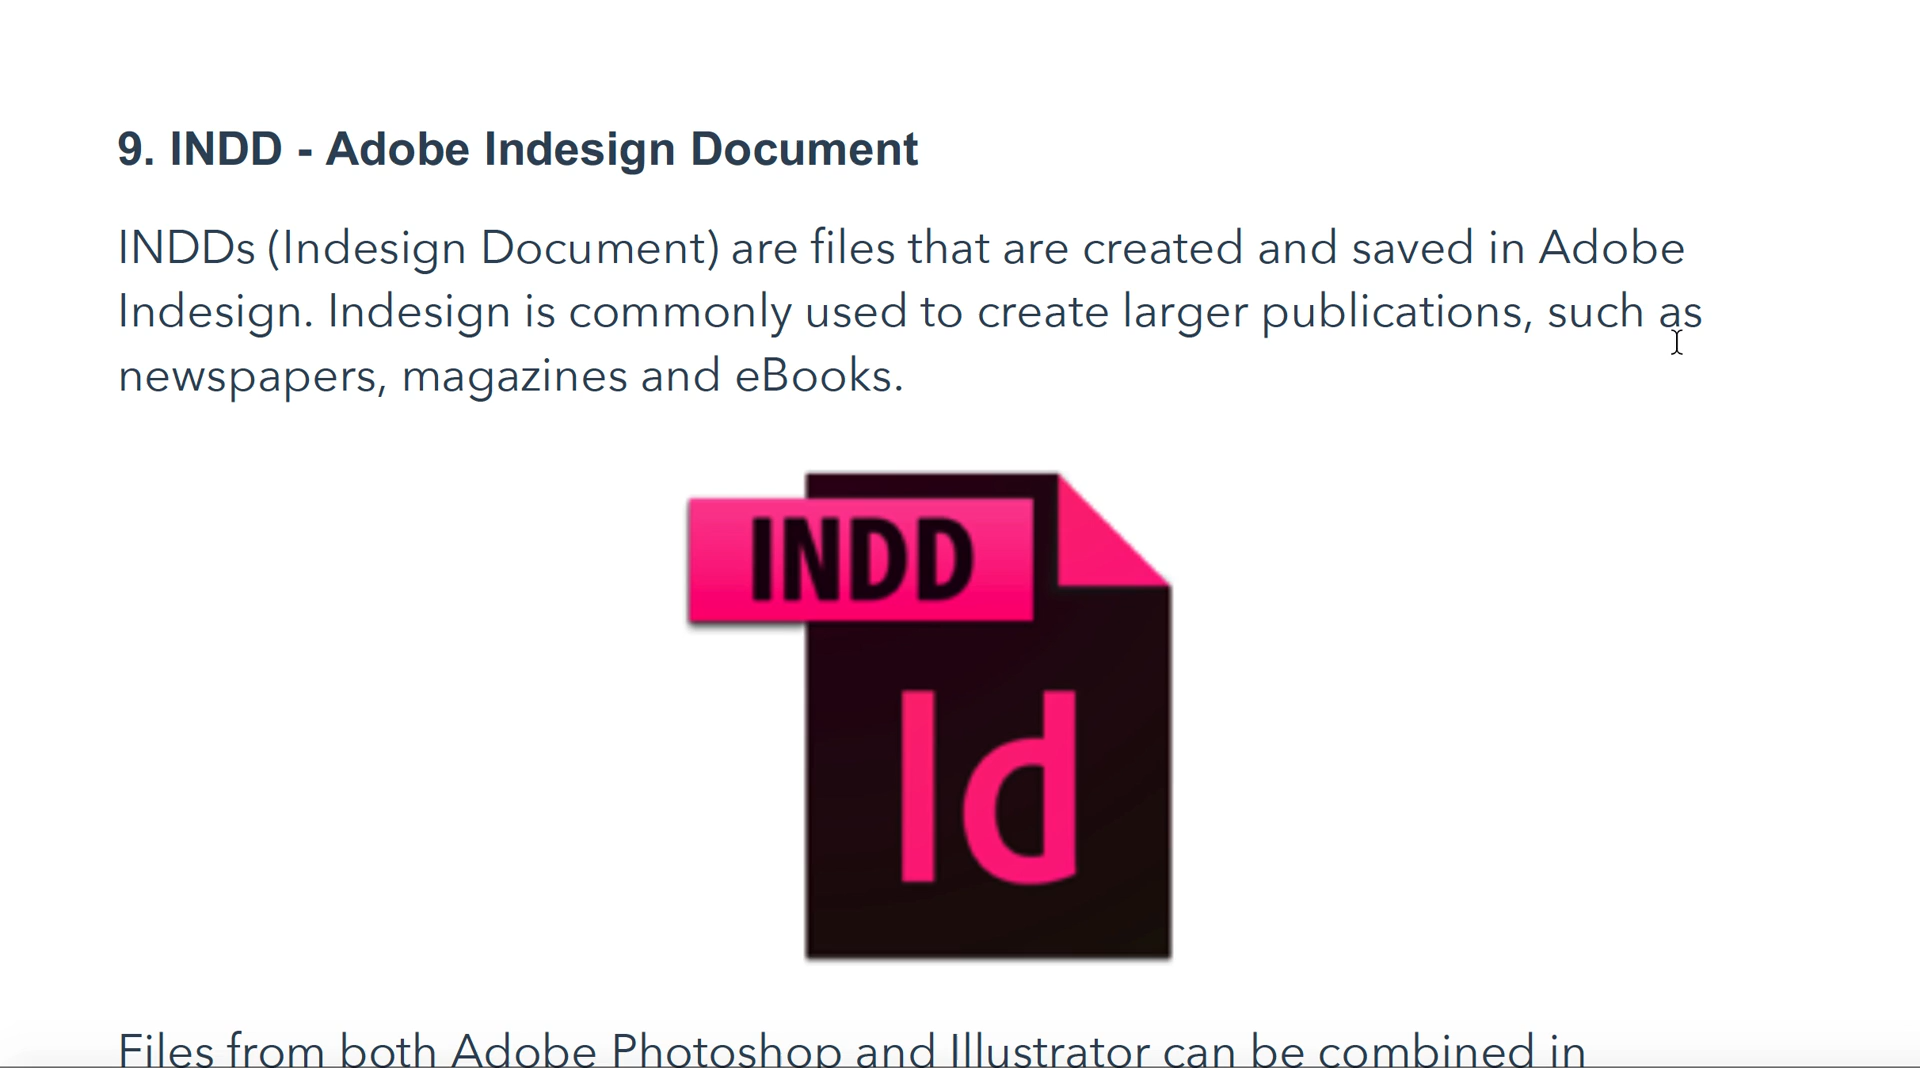 9. INDD - Adobe Indesign Document
INDDs (Indesign Document) are files that are created and saved in Adobe
Indesign. Indesign is commonly used to create larger publications, such as
newspapers, magazines and eBooks.
INDD
Id
Files from both Adobe Photoshop and Illustrator can be combined in